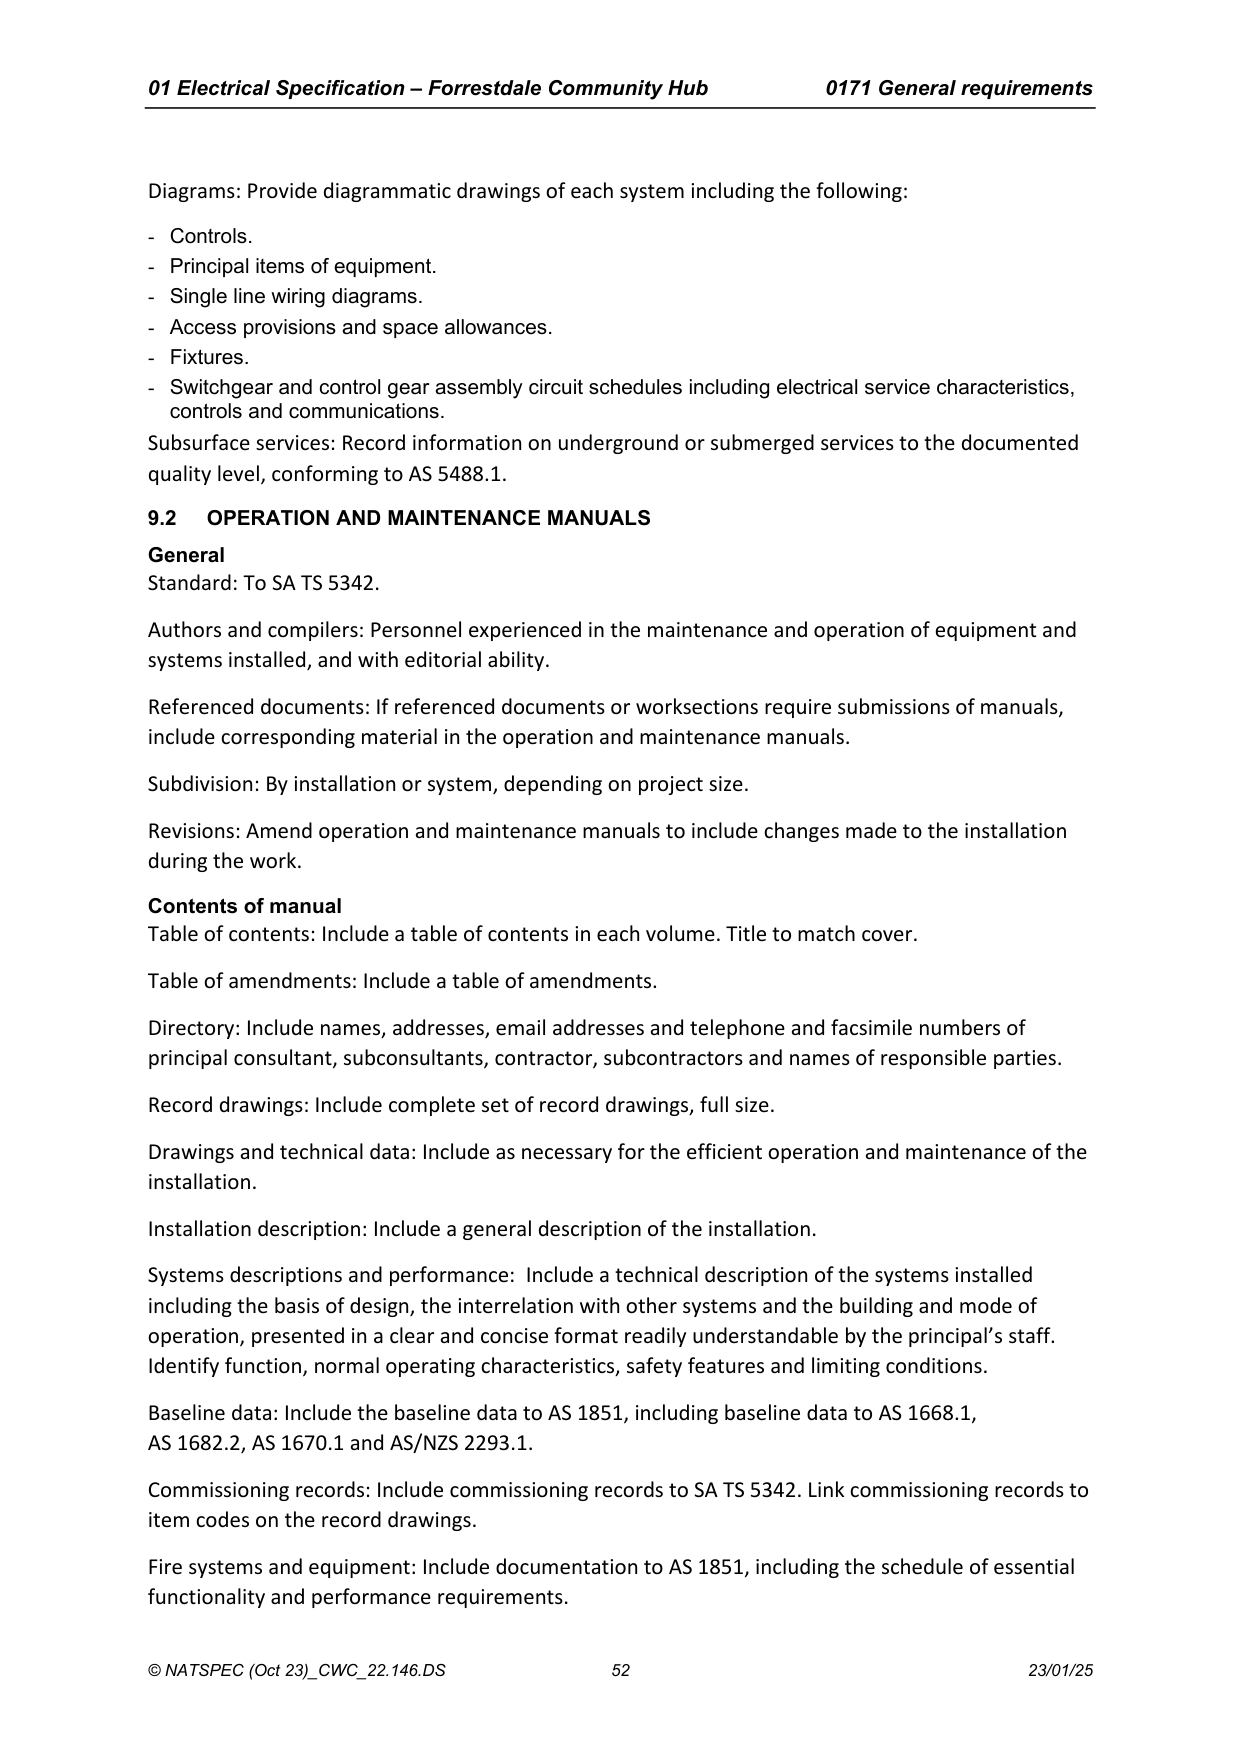 01 Electrical Specification – Forrestdale Community Hub 0171 General requirements
Diagrams: Provide diagrammatic drawings of each system including the following:
- Controls.
- Principal items of equipment.
- Single line wiring diagrams.
- Access provisions and space allowances.
- Fixtures.
- Switchgear and control gear assembly circuit schedules including electrical service characteristics,
controls and communications.
Subsurface services: Record information on underground or submerged services to the documented
quality level, conforming to AS 5488.1.
9.2 OPERATION AND MAINTENANCE MANUALS
General
Standard: To SA TS 5342.
Authors and compilers: Personnel experienced in the maintenance and operation of equipment and
systems installed, and with editorial ability.
Referenced documents: If referenced documents or worksections require submissions of manuals,
include corresponding material in the operation and maintenance manuals.
Subdivision: By installation or system, depending on project size.
Revisions: Amend operation and maintenance manuals to include changes made to the installation
during the work.
Contents of manual
Table of contents: Include a table of contents in each volume. Title to match cover.
Table of amendments: Include a table of amendments.
Directory: Include names, addresses, email addresses and telephone and facsimile numbers of
principal consultant, subconsultants, contractor, subcontractors and names of responsible parties.
Record drawings: Include complete set of record drawings, full size.
Drawings and technical data: Include as necessary for the efficient operation and maintenance of the
installation.
Installation description: Include a general description of the installation.
Systems descriptions and performance:  Include a technical description of the systems installed
including the basis of design, the interrelation with other systems and the building and mode of
operation, presented in a clear and concise format readily understandable by the principal’s staff.
Identify function, normal operating characteristics, safety features and limiting conditions.
Baseline data: Include the baseline data to AS 1851, including baseline data to AS 1668.1,
AS 1682.2, AS 1670.1 and AS/NZS 2293.1.
Commissioning records: Include commissioning records to SA TS 5342. Link commissioning records to
item codes on the record drawings.
Fire systems and equipment: Include documentation to AS 1851, including the schedule of essential
functionality and performance requirements.
© NATSPEC (Oct 23)_CWC_22.146.DS 52 23/01/25